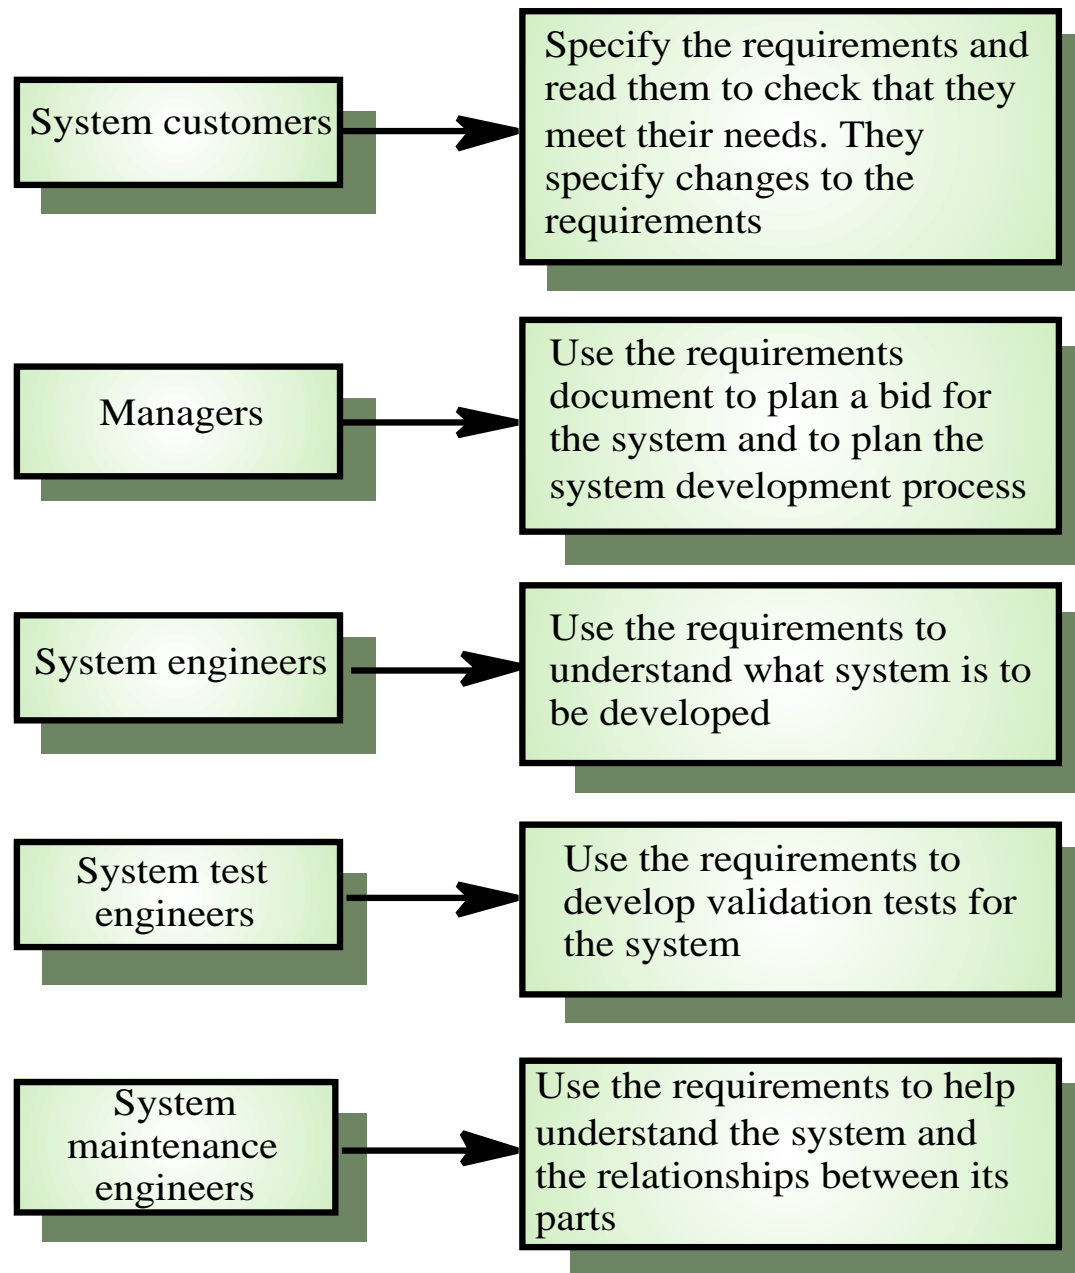 System customers
Specify the requirements and
read them to check that they
meet their needs. They
specify changes to the
requirements
Managers
Use the requirements
document to plan a bid for
the system and to plan the
system development process
System engineers
Use the requirements to
understand what system is to
be developed
System test
engineers
Use the requirements to
develop validation tests for
the system
System
maintenance
engineers
Use the requirements to help
understand the system and
the relationships between its
parts